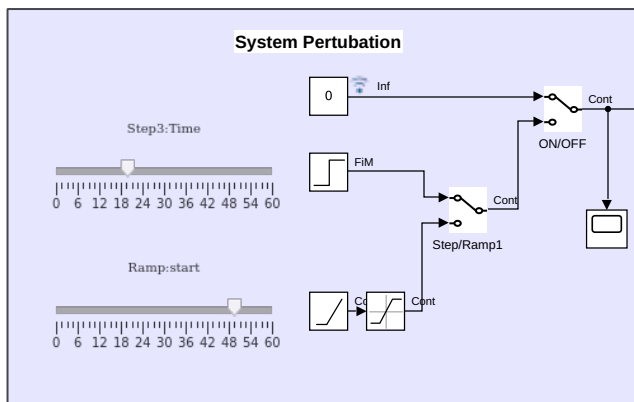 System Pertubation
0
Inf
Cont
ON/OFF
Step3:Time
0 6 12 18 24 30 36 42 48 54 60
FiM
Cont
Step/Ramp1
Ramp:start
0 6 12 18 24 30 36 42 48 54 60
Cont